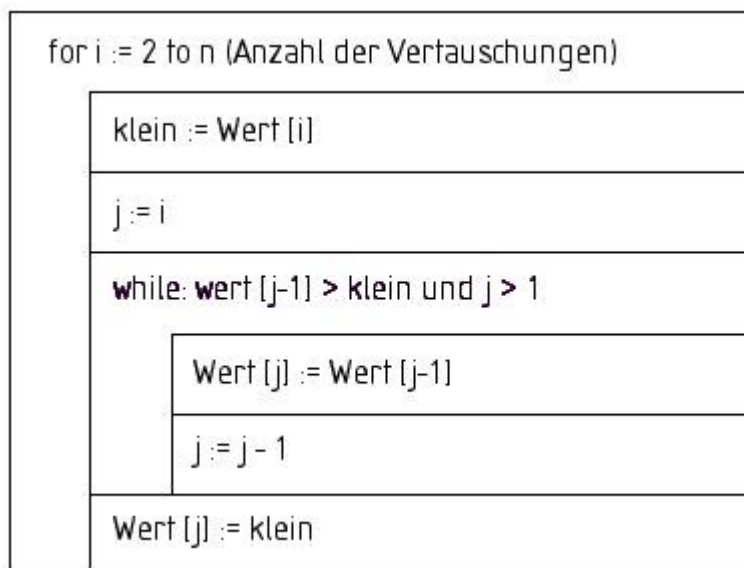 for i := 2 to n (Anzahl der Vertauschungen)
klein := Wert [i]
j := i
while: wert [j-1] > klein und j > 1
Wert [j] := Wert [j-1]
j := j - 1
Wert [j] := klein